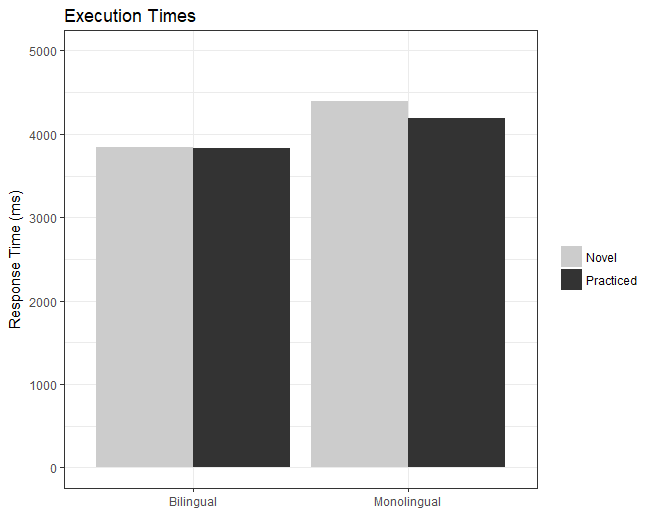 Execution Times
Response Time (ms)
5000
4000
3000
2000
1000
0
Bilingual
Monolingual
Novel
Practiced